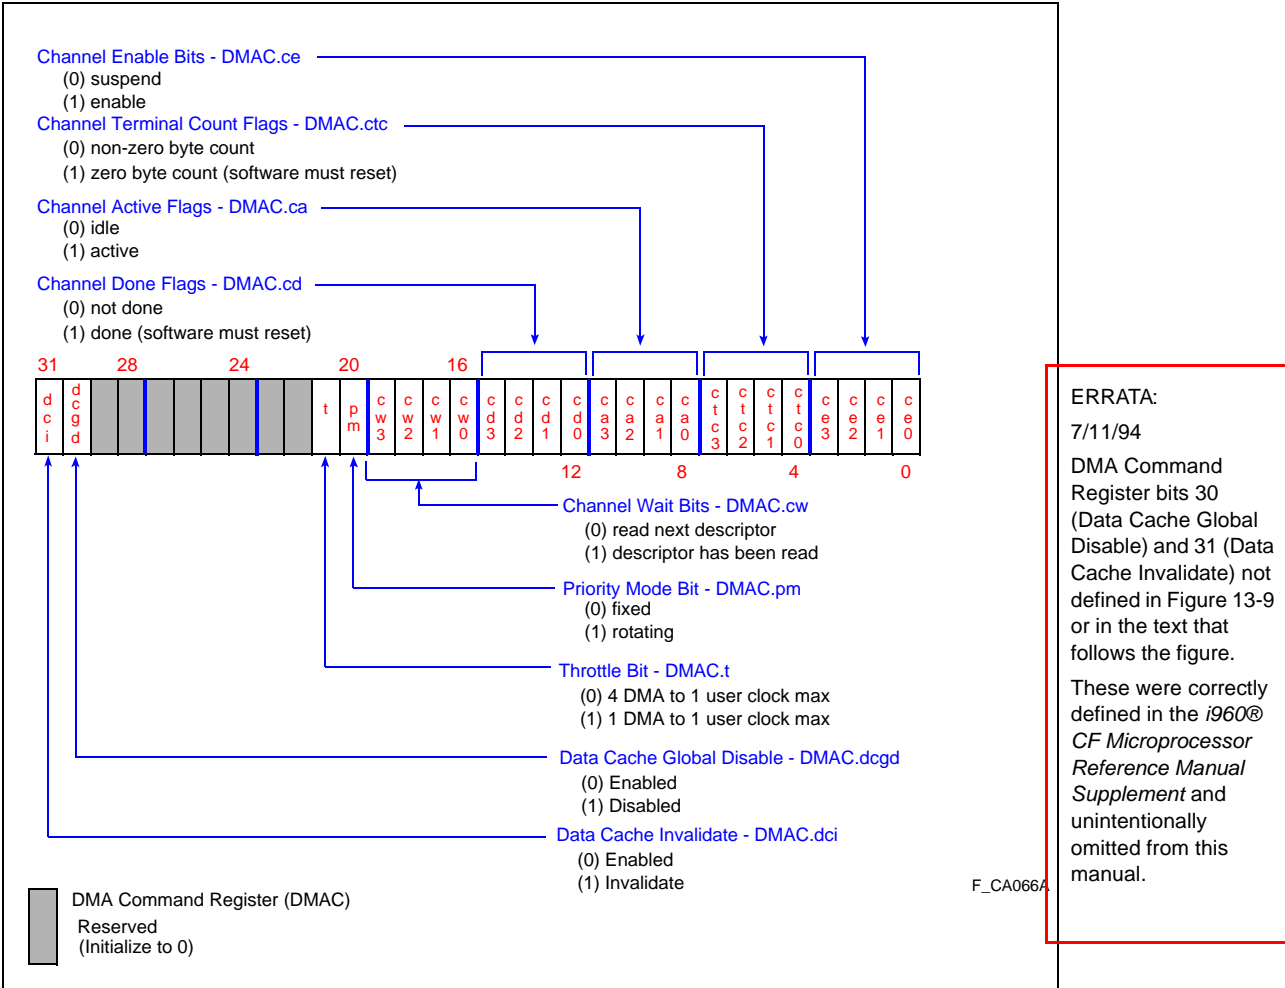 Channel Enable Bits - DMAC.ce
(0) suspend
(1) enable
Channel Terminal Count Flags - DMAC.ctc
(0) non-zero byte count
(1) zero byte count (software must reset)
Channel Active Flags - DMAC.ca
(0) idle
(1) active
Channel Done Flags - DMAC.cd
(0) not done
(1) done (software must reset)
31 28 24 20 16
dci dcgd t pm cw3 cw2 cw1 cw0 cd3 cd2 cd1 cd0 ca3 ca2 ca1 ca0 ctc3 ctc2 ctc1 ctc0 ce3 ce2 ce1 ce0
12 8 4 0
Channel Wait Bits - DMAC.cw
(0) read next descriptor
(1) descriptor has been read
Priority Mode Bit - DMAC.pm
(0) fixed
(1) rotating
Throttle Bit - DMAC.t
(0) 4 DMA to 1 user clock max
(1) 1 DMA to 1 user clock max
Data Cache Global Disable - DMAC.dcgd
(0) Enabled
(1) Disabled
Data Cache Invalidate - DMAC.dci
(0) Enabled
(1) Invalidate
F_CA066A
DMA Command Register (DMAC)
Reserved
(Initialize to 0)
ERRATA:
7/11/94
DMA Command
Register bits 30
(Data Cache Global
Disable) and 31 (Data
Cache Invalidate) not
defined in Figure 13-9
or in the text that
follows the figure.
These were correctly
defined in the i960®
CF Microprocessor
Reference Manual
Supplement and
unintentionally
omitted from this
manual.